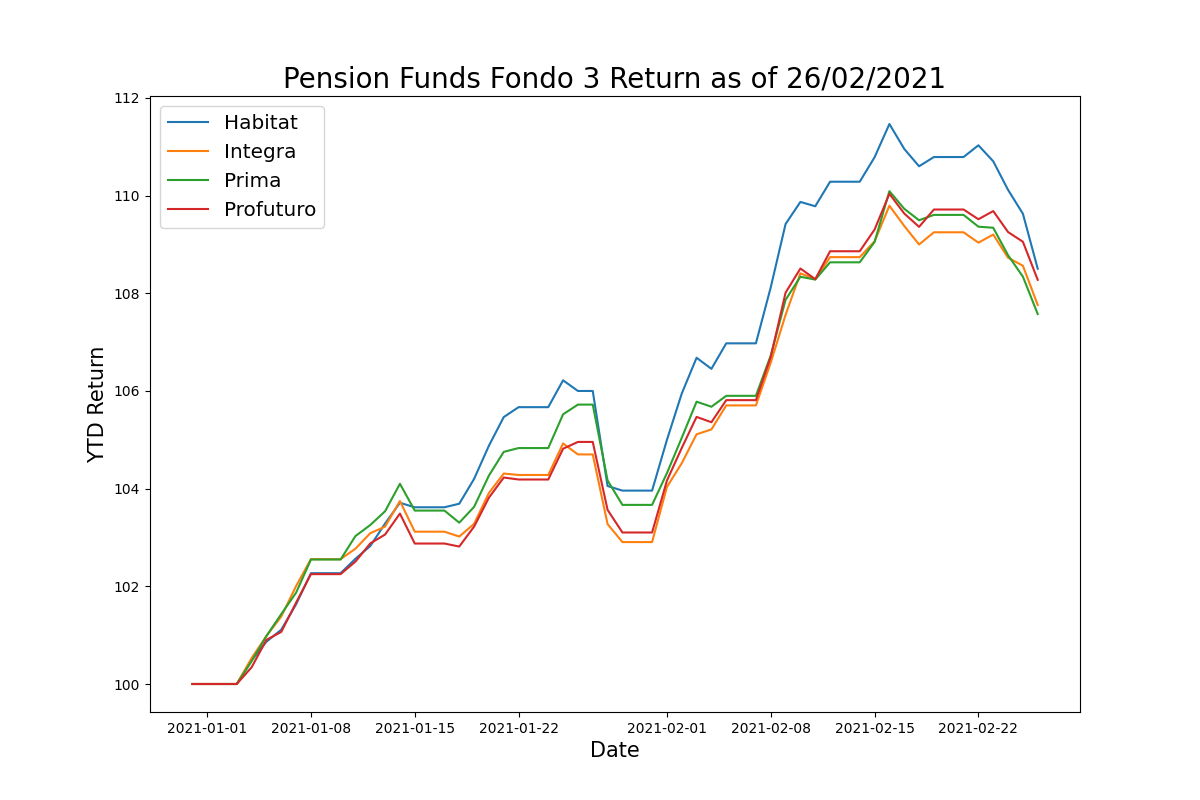 Pension Funds Fondo 3 Return as of 26/02/2021
112
Habitat
Integra
Prima
Profuturo
110
108
106
104
102
100
YTD Return
2021-01-01 2021-01-08 2021-01-15 2021-01-22 2021-02-01 2021-02-08 2021-02-15 2021-02-22
Date